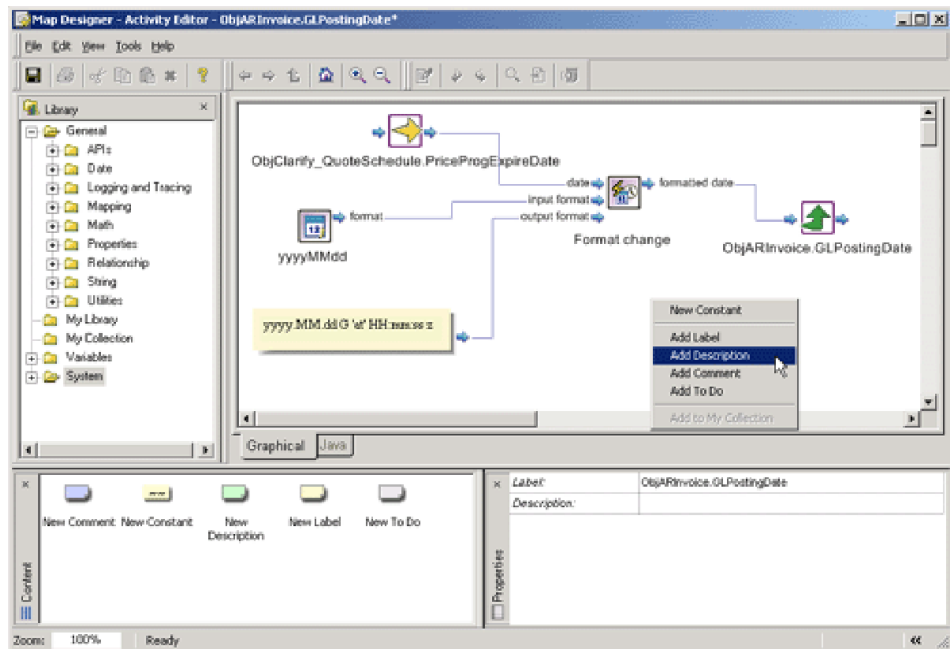 Map Designer - Activity Editor - ObjARInvoice.GLPostingDate*
File Edit View Tools Help
Library
General
APIs
Date
Logging and Tracing
Mapping
Math
Properties
Relationship
String
Utilities
My Library
My Collection
Variables
System
ObjClarify_QuoteSchedule.PriceProgExpireDate
date
input format
output format
formatted date
Format change
format
yyyyMMdd
ObjARInvoice.GLPostingDate
yyyy.MM.dd G 'at' HH:mm:ss z
New Constant
Add Label
Add Description
Add Comment
Add To Do
Add to My Collection
Graphical Java
Content
New Comment New Constant New Description New Label New To Do
Properties
Label: ObjARInvoice.GLPostingDate
Description:
Zoom: 100% Ready